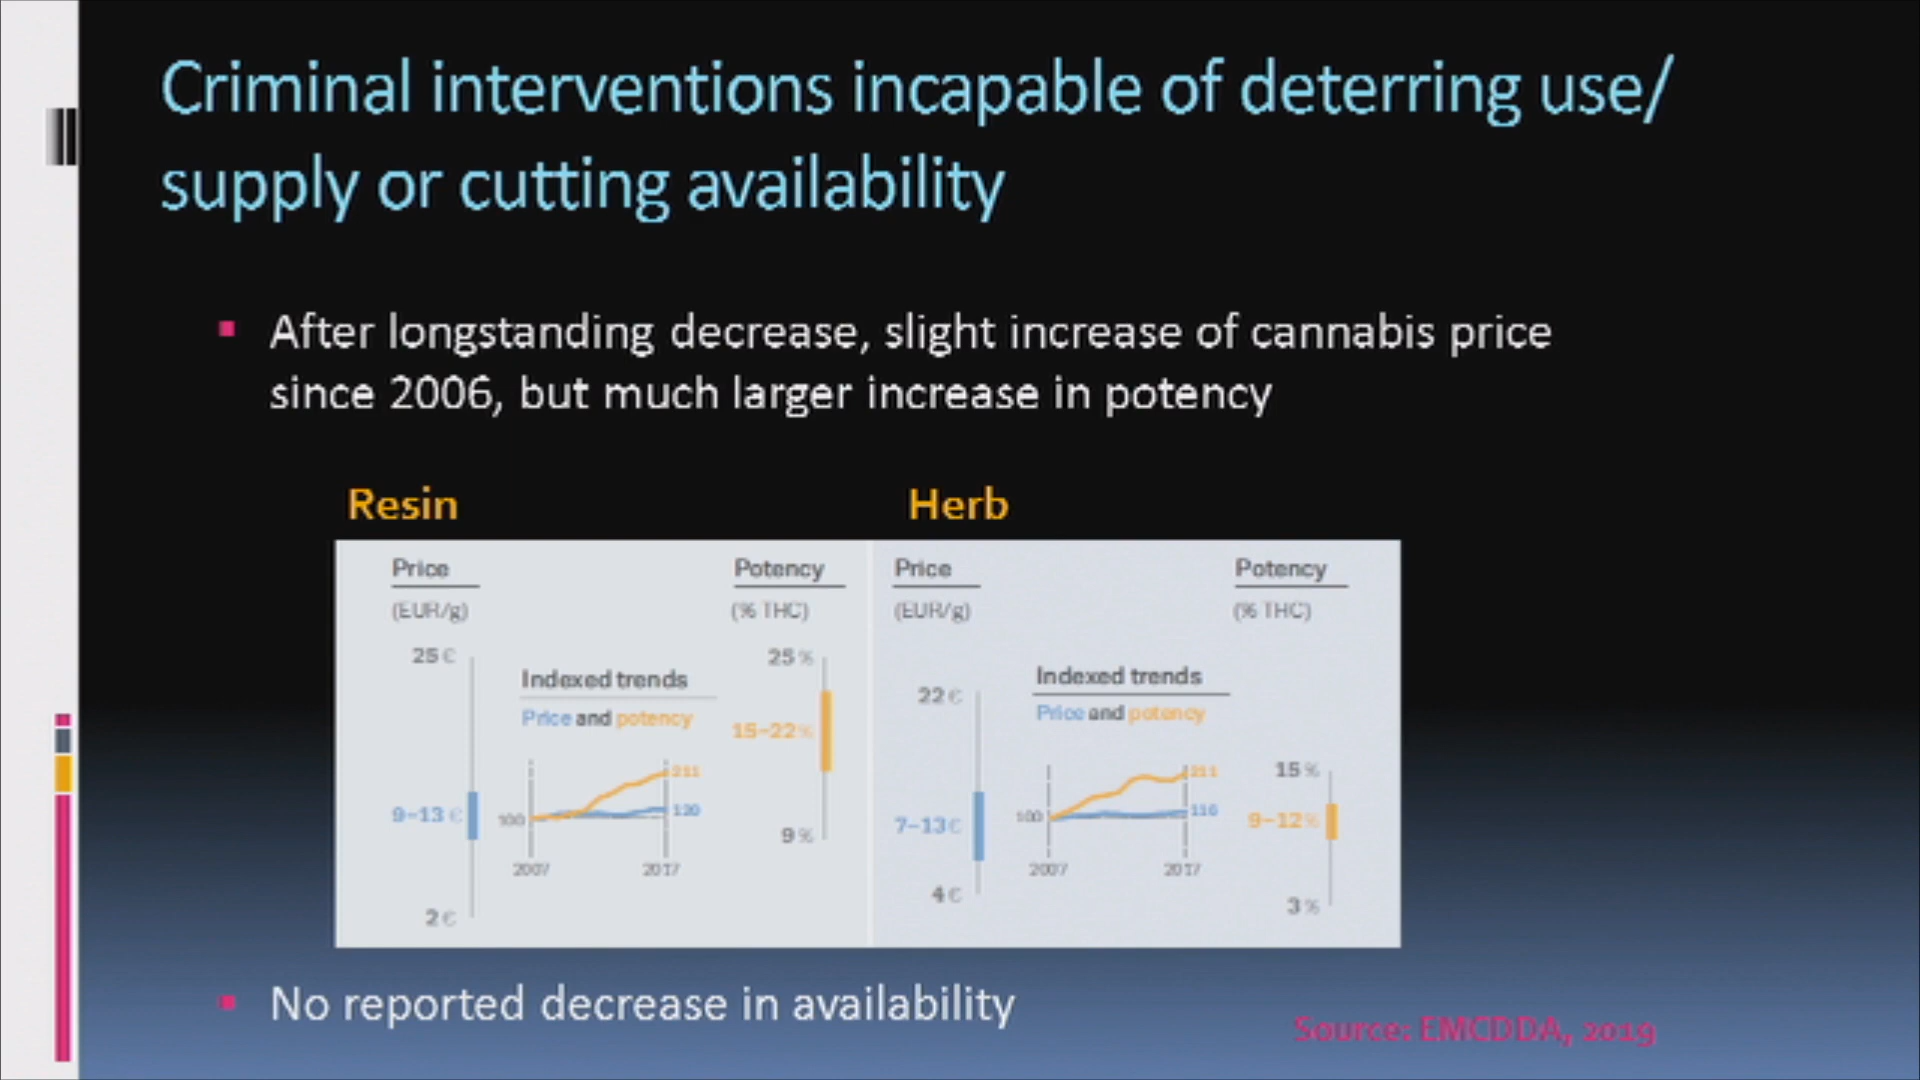 Criminal interventions incapable of deterring use/
supply or cutting availability
After longstanding decrease, slight increase of cannabis price
since 2006, but much larger increase in potency
Resin
Herb
Price
(EUR/g)
25 €
9–13 €
2 €
Indexed trends
Price and potency
100
211
120
2007
2017
Potency
(% THC)
25 %
15–22 %
9 %
Price
(EUR/g)
22 €
7–13 €
4 €
Indexed trends
Price and potency
100
211
116
2007
2017
Potency
(% THC)
15 %
9–12 %
3 %
No reported decrease in availability
Source: EMCDDA, 2019